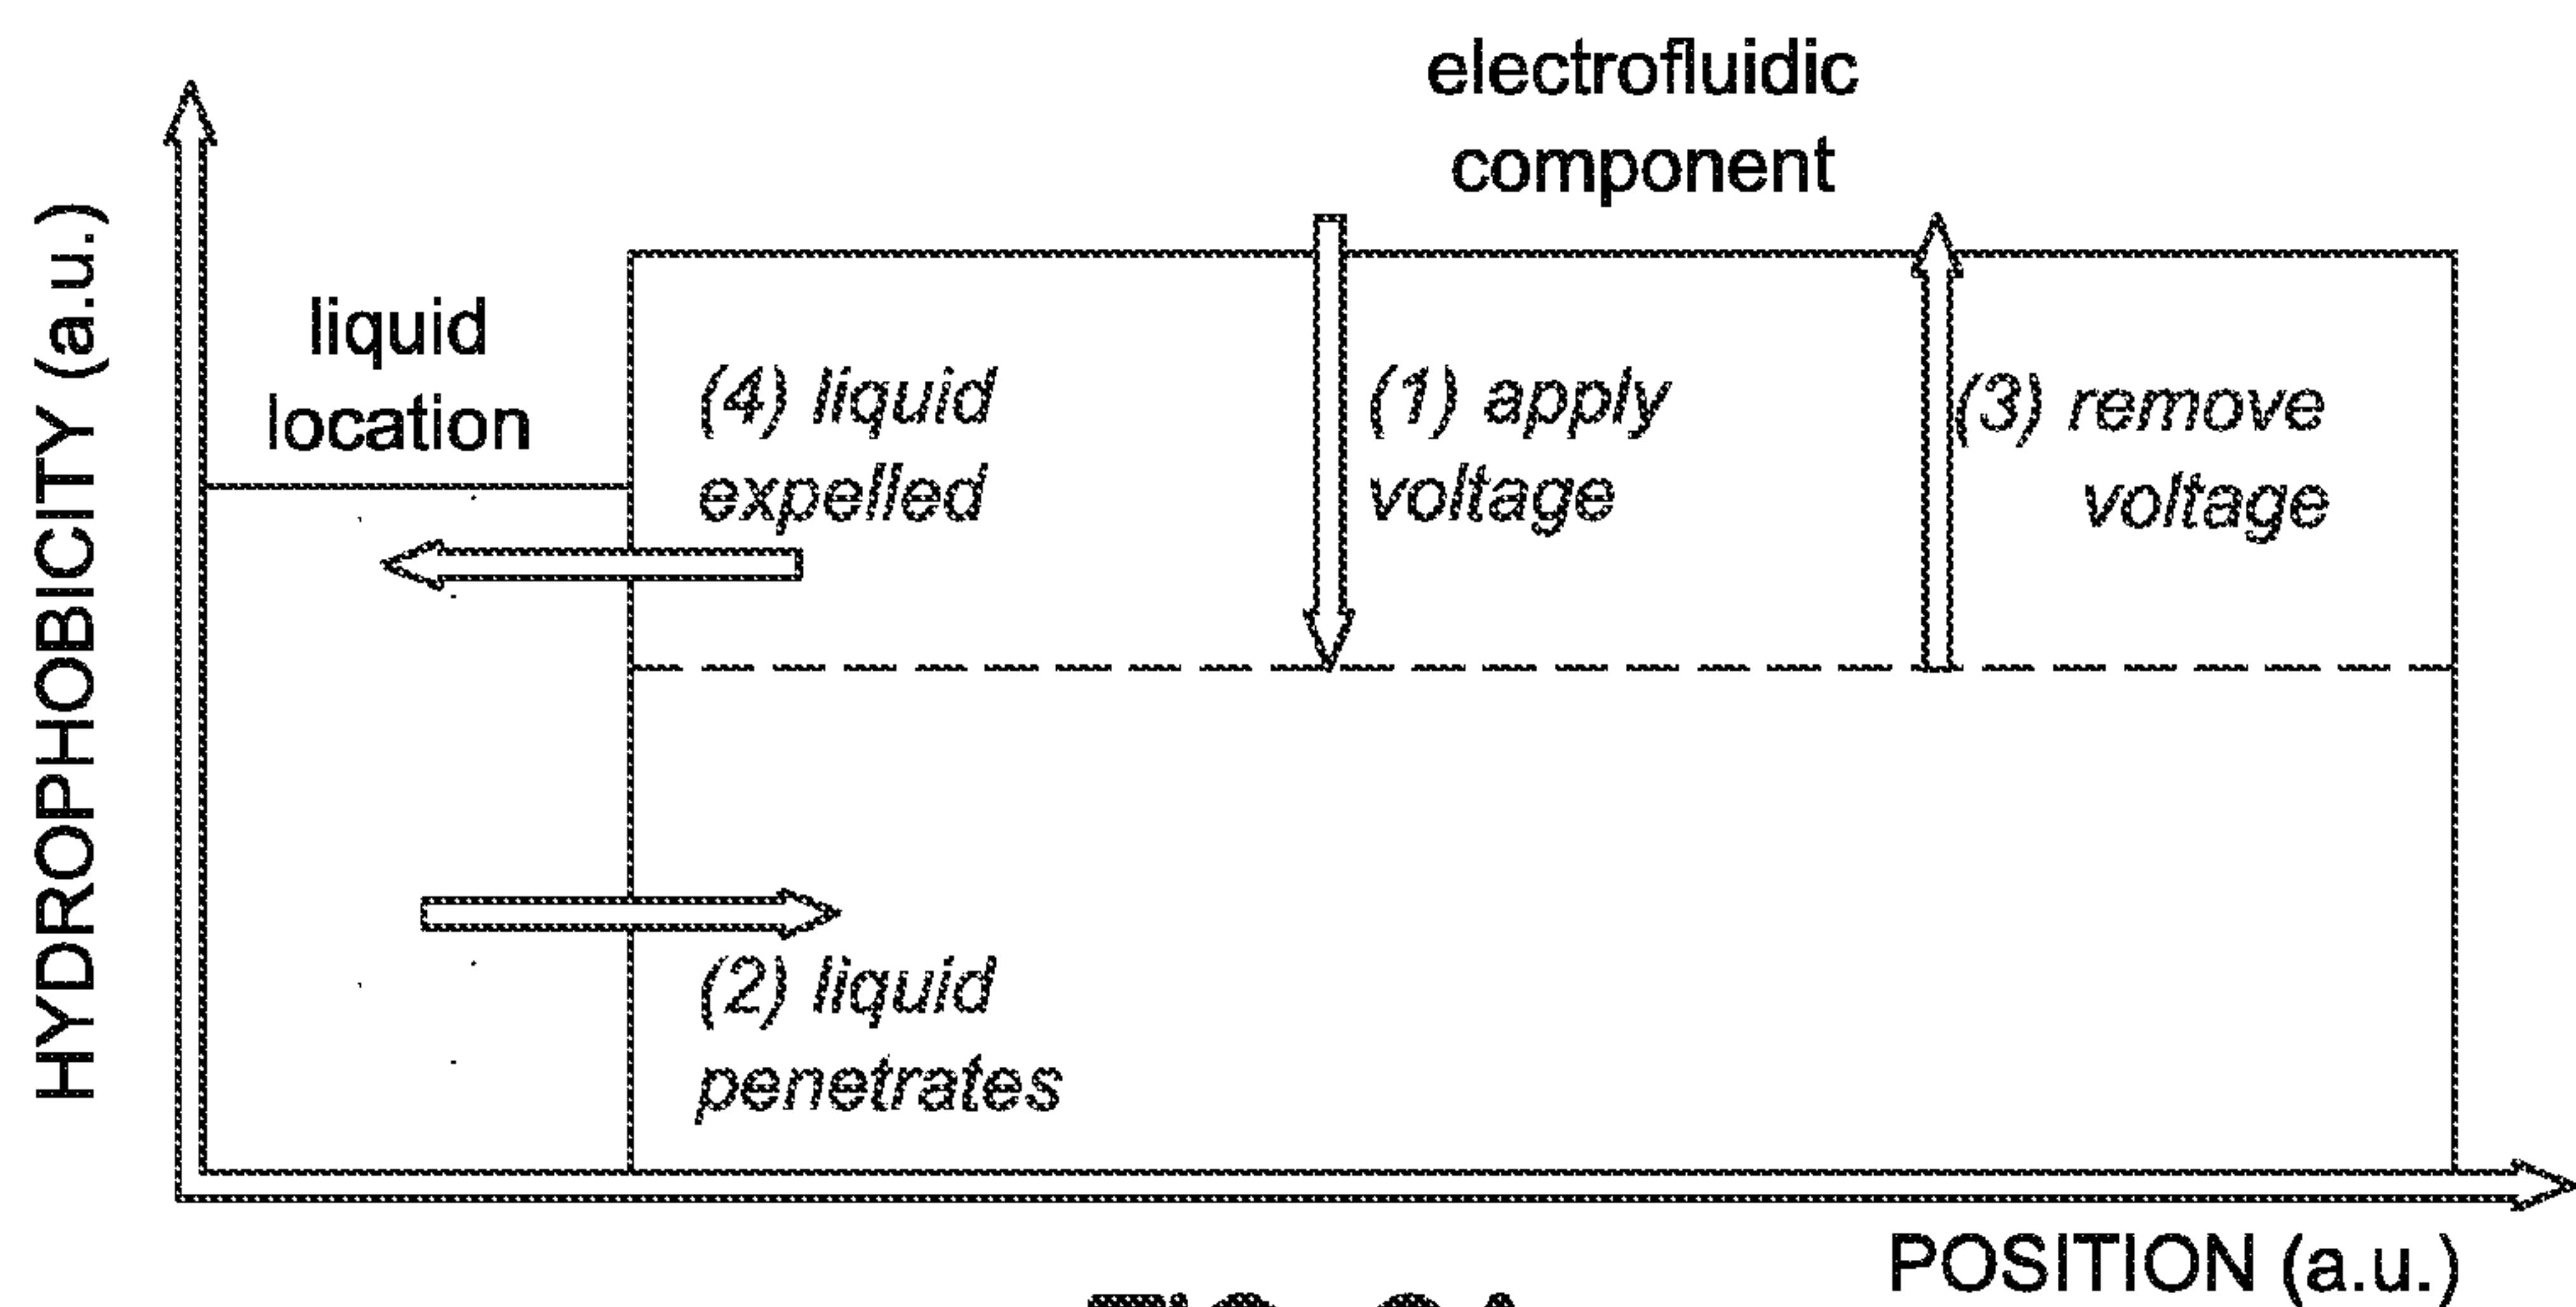 electrofluidic
component
HYDROPHOBICITY (a.u.)
liquid
location
(4) liquid
expelled
(1) apply
voltage
(3) remove
voltage
(2) liquid
penetrates
POSITION (a.u.)